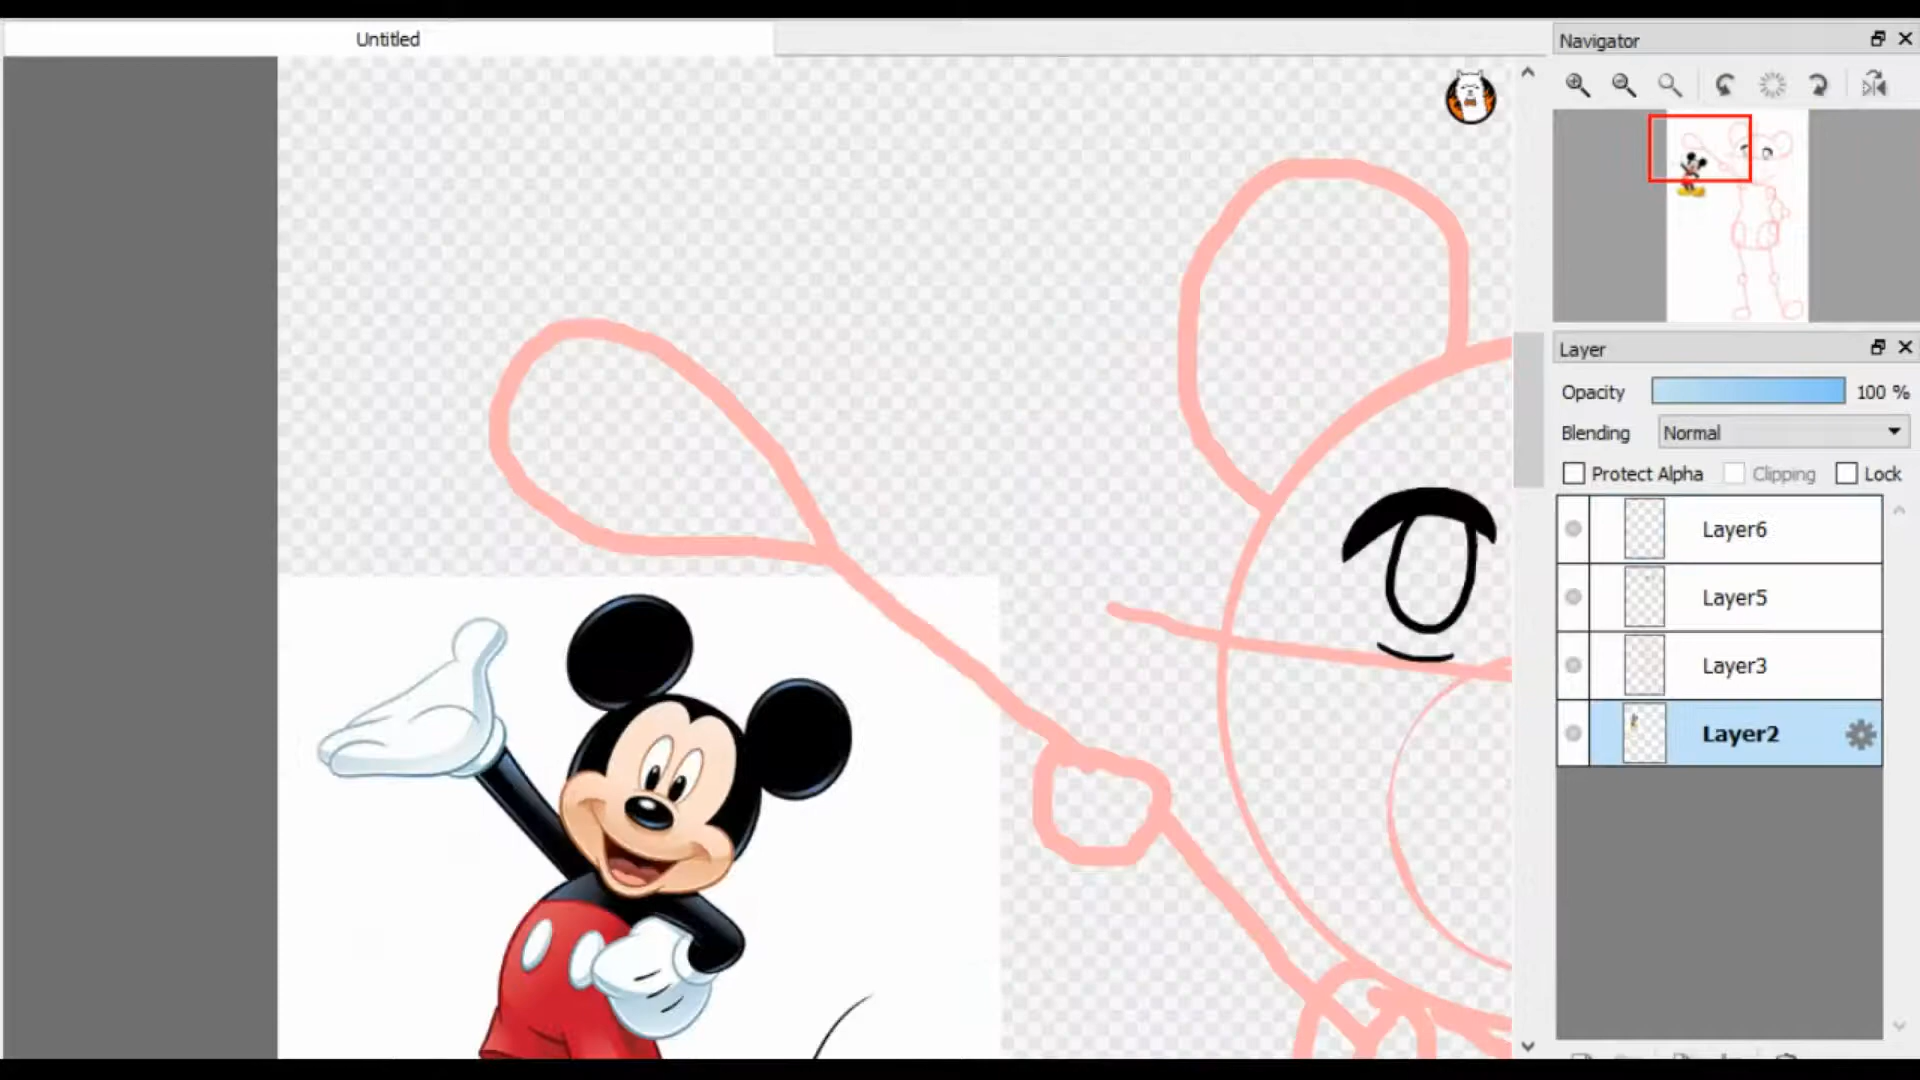 Untitled
Navigator
Layer
Opacity 100 %
Blending Normal
Protect Alpha Clipping Lock
Layer6
Layer5
Layer3
Layer2